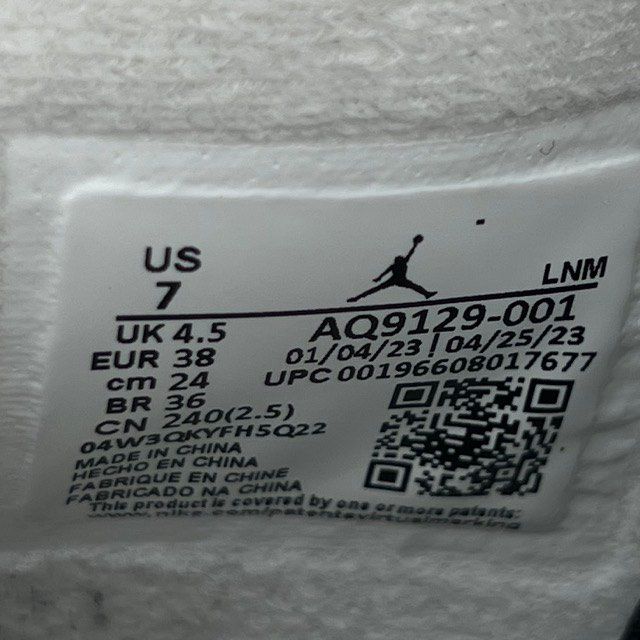 US
7
LNM
UK 4.5
EUR 38
cm 24
BR 36
CN 240(2.5)
AQ9129-001
01/04/23 ! 04/25/23
UPC 00196608017677
04W3QKYFH5Q22
MADE IN CHINA
HECHO EN CHINA
FABRIQUE EN CHINE
FABRICADO NA CHINA
This product is covered by one or more patents.